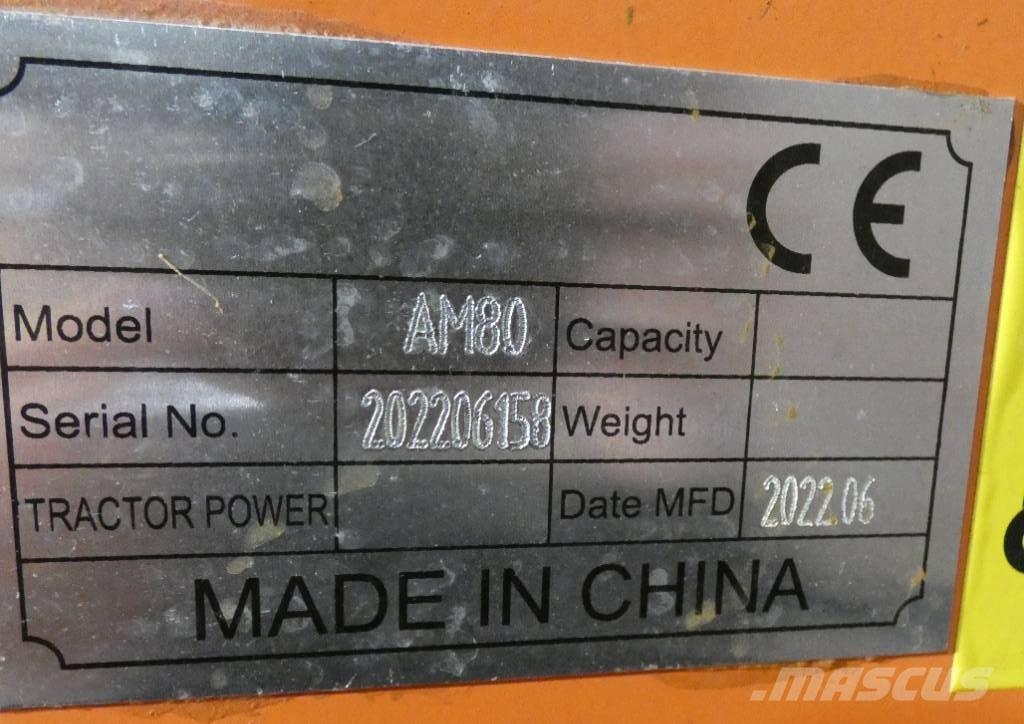 CE
Model AM80 Capacity
Serial No. 202206158 Weight
TRACTOR POWER Date MFD 2022.06
MADE IN CHINA
MASCUS